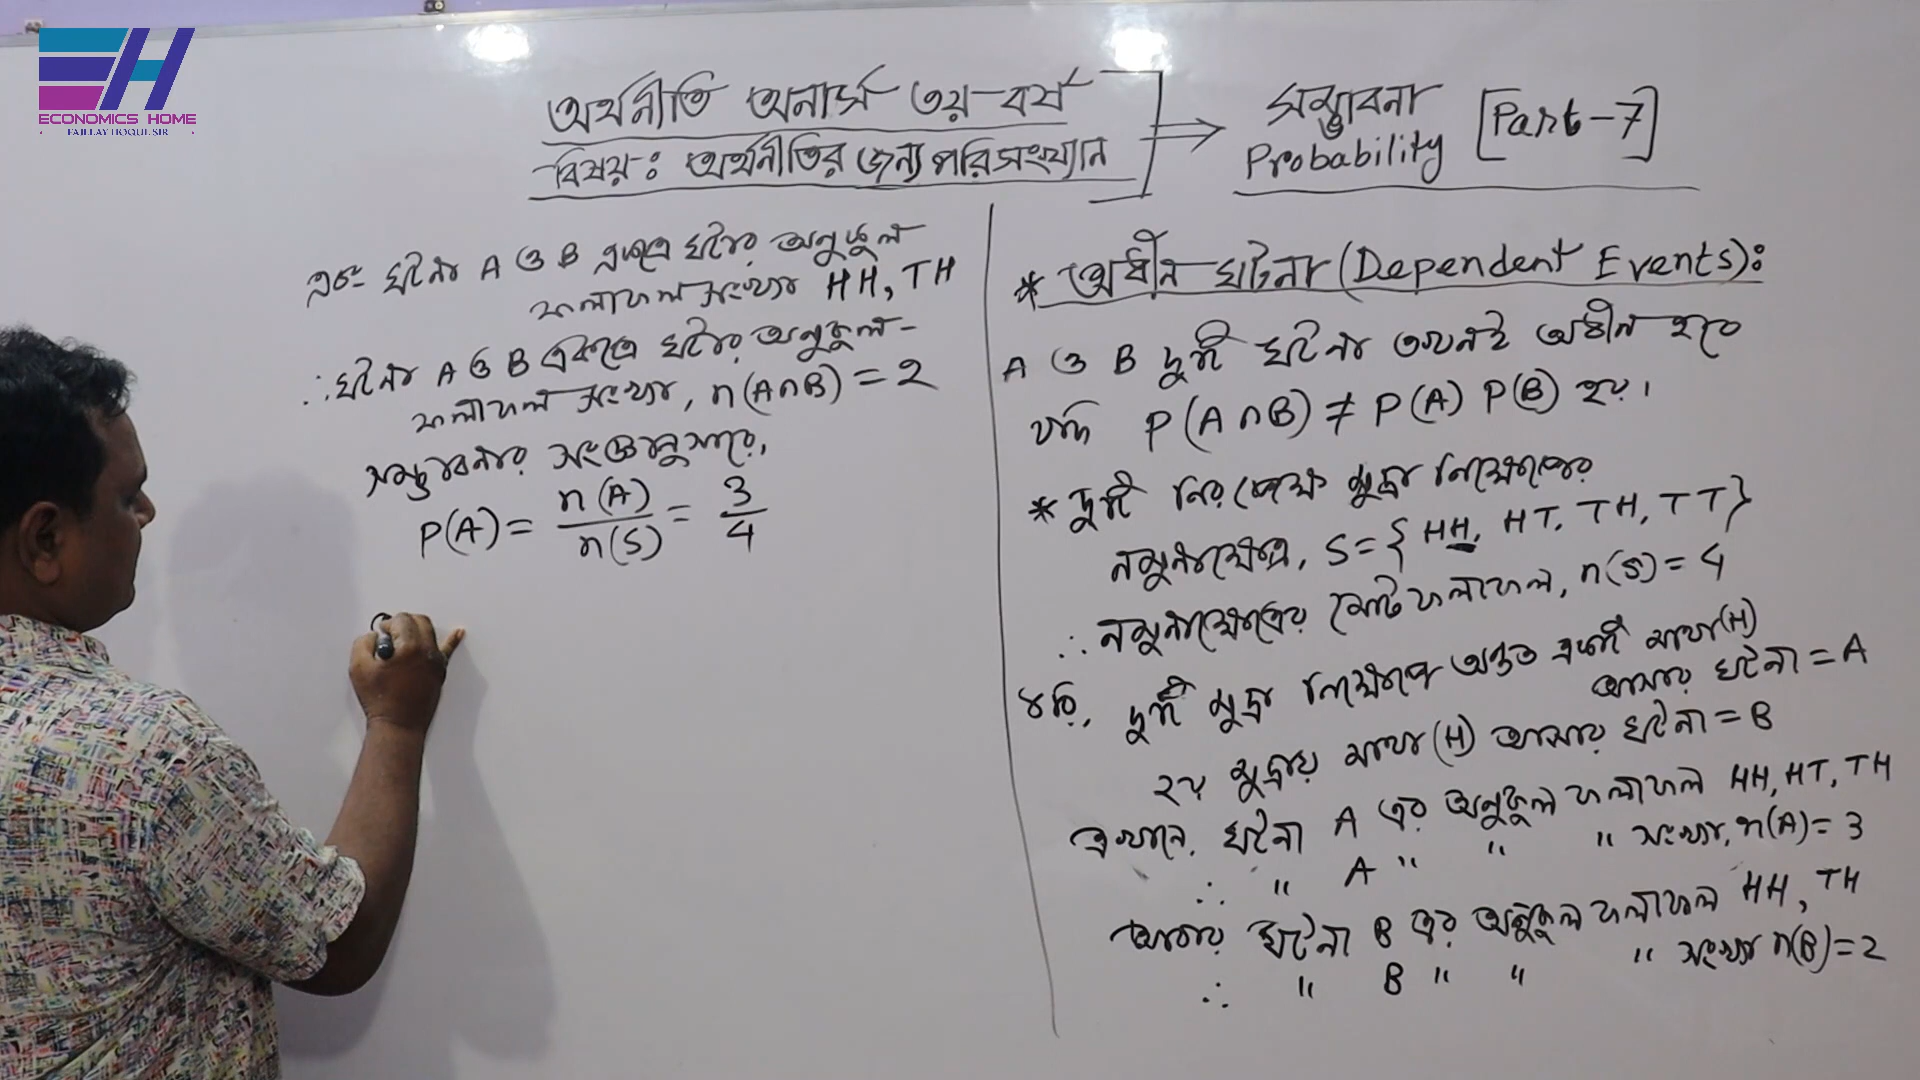 ECONOMICS HOME
FAILLAY HOQUE SIR
অর্থনীতি অনার্স ৩য়-বর্ষ
বিষয়ঃ অর্থনীতির জন্য পরিসংখ্যান
⇒ সম্ভাবনা
Probability [Part-7]
এবং ঘটনা A ও B একত্রে ঘটার অনুকূল
ফলাফল সংখ্যা HH, TH
∴ ঘটনা A ও B একত্রে ঘটার অনুকূল-
ফলাফল সংখ্যা, n(A∩B) = 2
সম্ভাবনার সংজ্ঞানুসারে,
P(A) = n(A)/n(S) = 3/4
* অধীন ঘটনা (Dependent Events):
A ও B দুটি ঘটনা তখনই অধীন হবে
যদি P(A∩B) ≠ P(A) P(B) হয়।
* দুটি নিরপেক্ষ মুদ্রা নিক্ষেপের
নমুনাক্ষেত্র, S = { HH, HT, TH, TT}
∴ নমুনাক্ষেত্রের মোট ফলাফল, n(S) = 4
ধরি, দুটি মুদ্রা নিক্ষেপে অন্তত একটি মাথা (H)
আসার ঘটনা = A
২য় মুদ্রায় মাথা (H) আসার ঘটনা = B
এখানে, ঘটনা A এর অনুকূল ফলাফল HH, HT, TH
∴ " A " " " সংখ্যা, n(A) = 3
আবার ঘটনা B এর অনুকূল ফলাফল HH, TH
∴ " B " " " সংখ্যা n(B) = 2